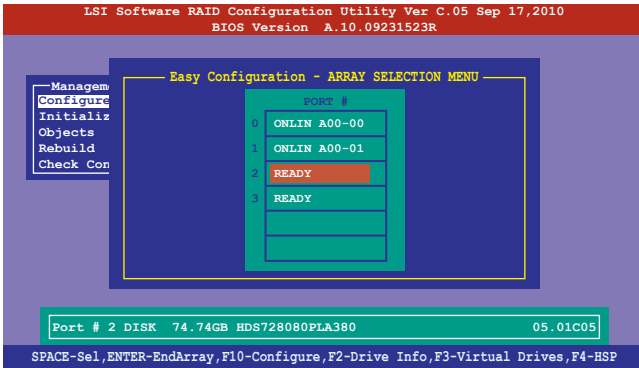 LSI Software RAID Configuration Utility Ver C.05 Sep 17,2010
BIOS Version A.10.09231523R
Easy Configuration - ARRAY SELECTION MENU
Managem
Configure
Initializ
Objects
Rebuild
Check Con
PORT #
0 ONLIN A00-00
1 ONLIN A00-01
2 READY
3 READY
Port # 2 DISK 74.74GB HDS728080PLA380 05.01C05
SPACE-Sel,ENTER-EndArray,F10-Configure,F2-Drive Info,F3-Virtual Drives,F4-HSP